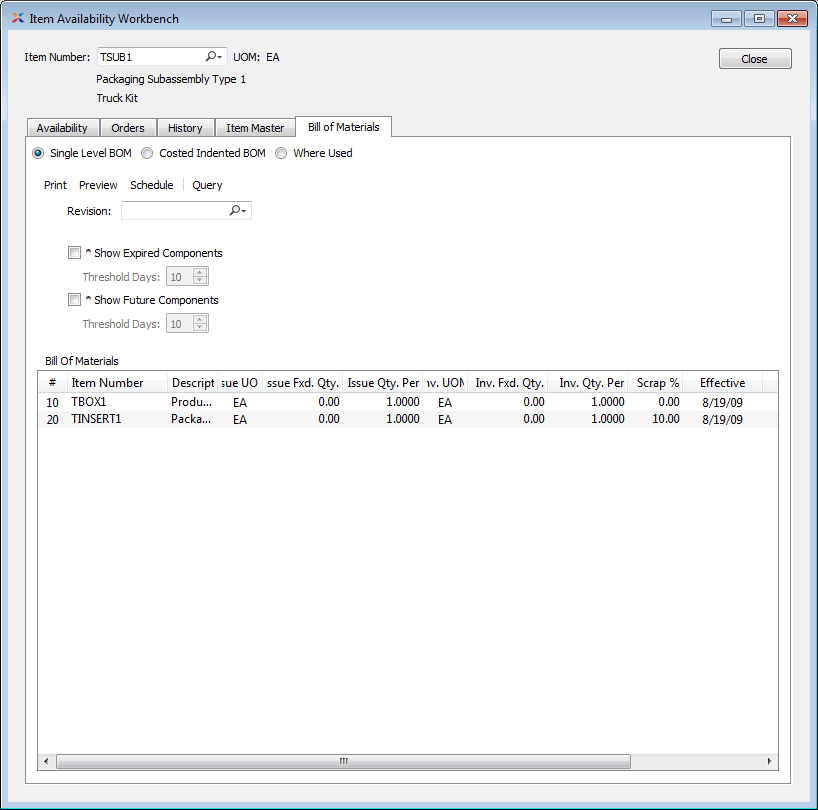 Item Availability Workbench
Item Number: TSUB1 UOM: EA
Close
Packaging Subassembly Type 1
Truck Kit
Availability Orders History Item Master Bill of Materials
Single Level BOM Costed Indented BOM Where Used
Print Preview Schedule Query
Revision:
^ Show Expired Components
Threshold Days: 10
^ Show Future Components
Threshold Days: 10
Bill Of Materials
# Item Number Descript sue UO ssue Fxd. Qty. Issue Qty. Per nv. UOM Inv. Fxd. Qty. Inv. Qty. Per Scrap % Effective
10 TBOX1 Produ... EA 0.00 1.0000 EA 0.00 1.0000 0.00 8/19/09
20 TINSERT1 Packa... EA 0.00 1.0000 EA 0.00 1.0000 10.00 8/19/09